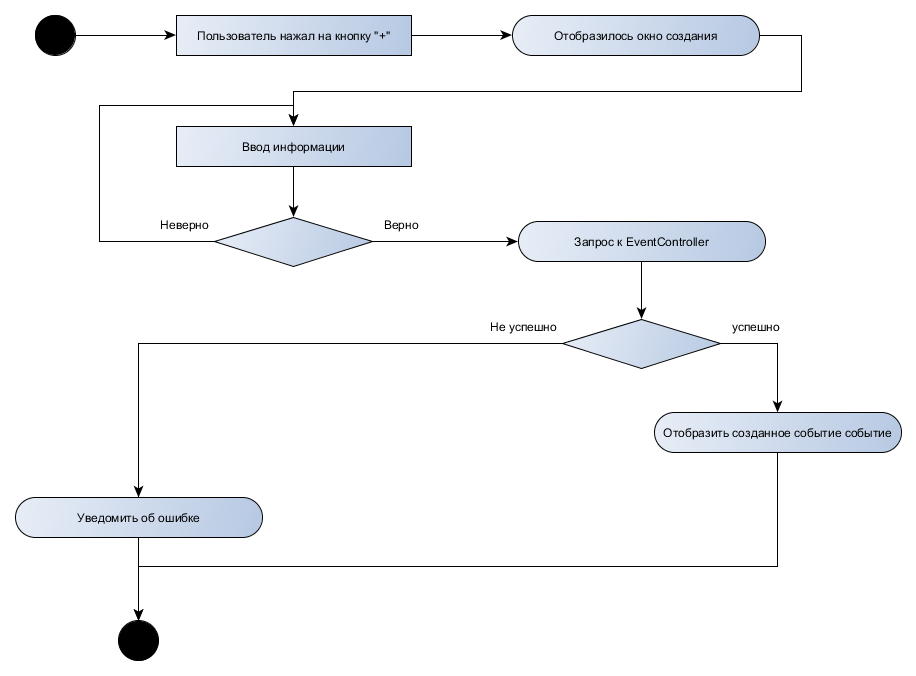 Пользователь нажал на кнопку "+"
Отобразилось окно создания
Ввод информации
Неверно
Верно
Запрос к EventController
Не успешно
успешно
Отобразить созданное событие событие
Уведомить об ошибке